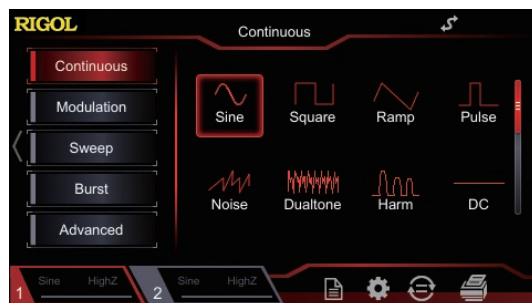 RIGOL
Continuous
Continuous
Modulation
Sweep
Burst
Advanced
Sine Square Ramp Pulse
Noise Dualtone Harm DC
1 Sine HighZ 2 Sine HighZ